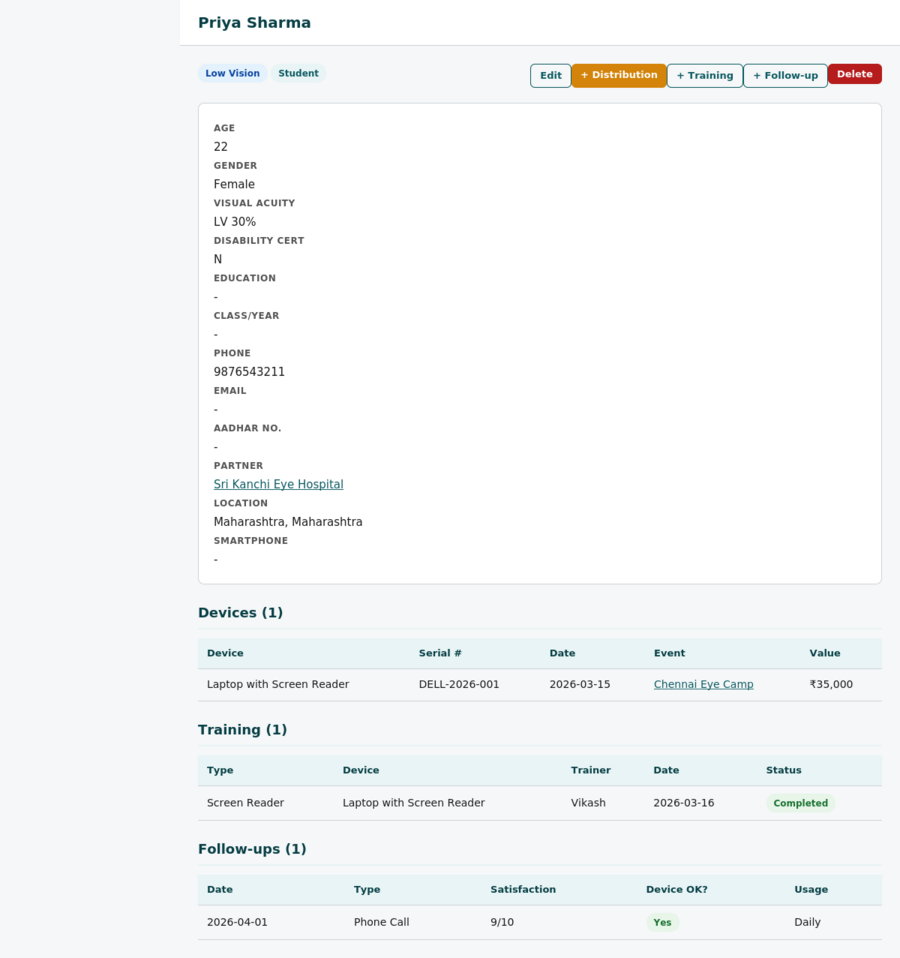 Priya Sharma
Low Vision Student Edit + Distribution + Training + Follow-up Delete
AGE
22
GENDER
Female
VISUAL ACUITY
LV 30%
DISABILITY CERT
N
EDUCATION
-
CLASS/YEAR
-
PHONE
9876543211
EMAIL
-
AADHAR NO.
-
PARTNER
Sri Kanchi Eye Hospital
LOCATION
Maharashtra, Maharashtra
SMARTPHONE
-
Devices (1)
Device Serial # Date Event Value
Laptop with Screen Reader DELL-2026-001 2026-03-15 Chennai Eye Camp ₹35,000
Training (1)
Type Device Trainer Date Status
Screen Reader Laptop with Screen Reader Vikash 2026-03-16 Completed
Follow-ups (1)
Date Type Satisfaction Device OK? Usage
2026-04-01 Phone Call 9/10 Yes Daily